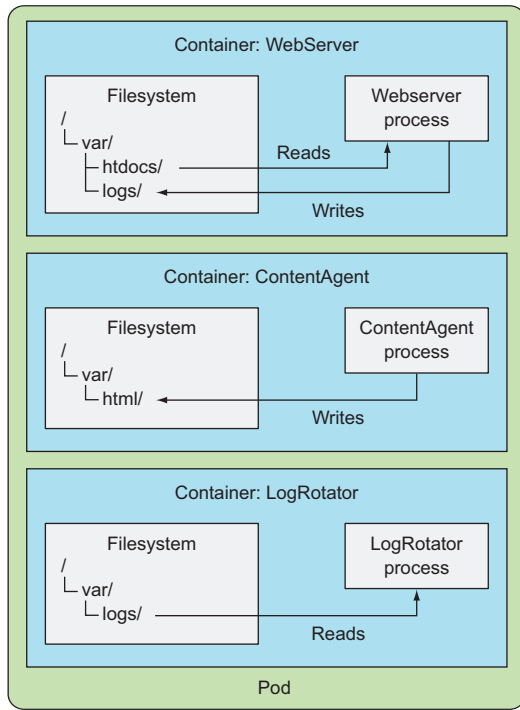 Container: WebServer
Filesystem
/
var/
htdocs/
logs/
Webserver
process
Reads
Writes
Container: ContentAgent
Filesystem
/
var/
html/
ContentAgent
process
Writes
Container: LogRotator
Filesystem
/
var/
logs/
LogRotator
process
Reads
Pod